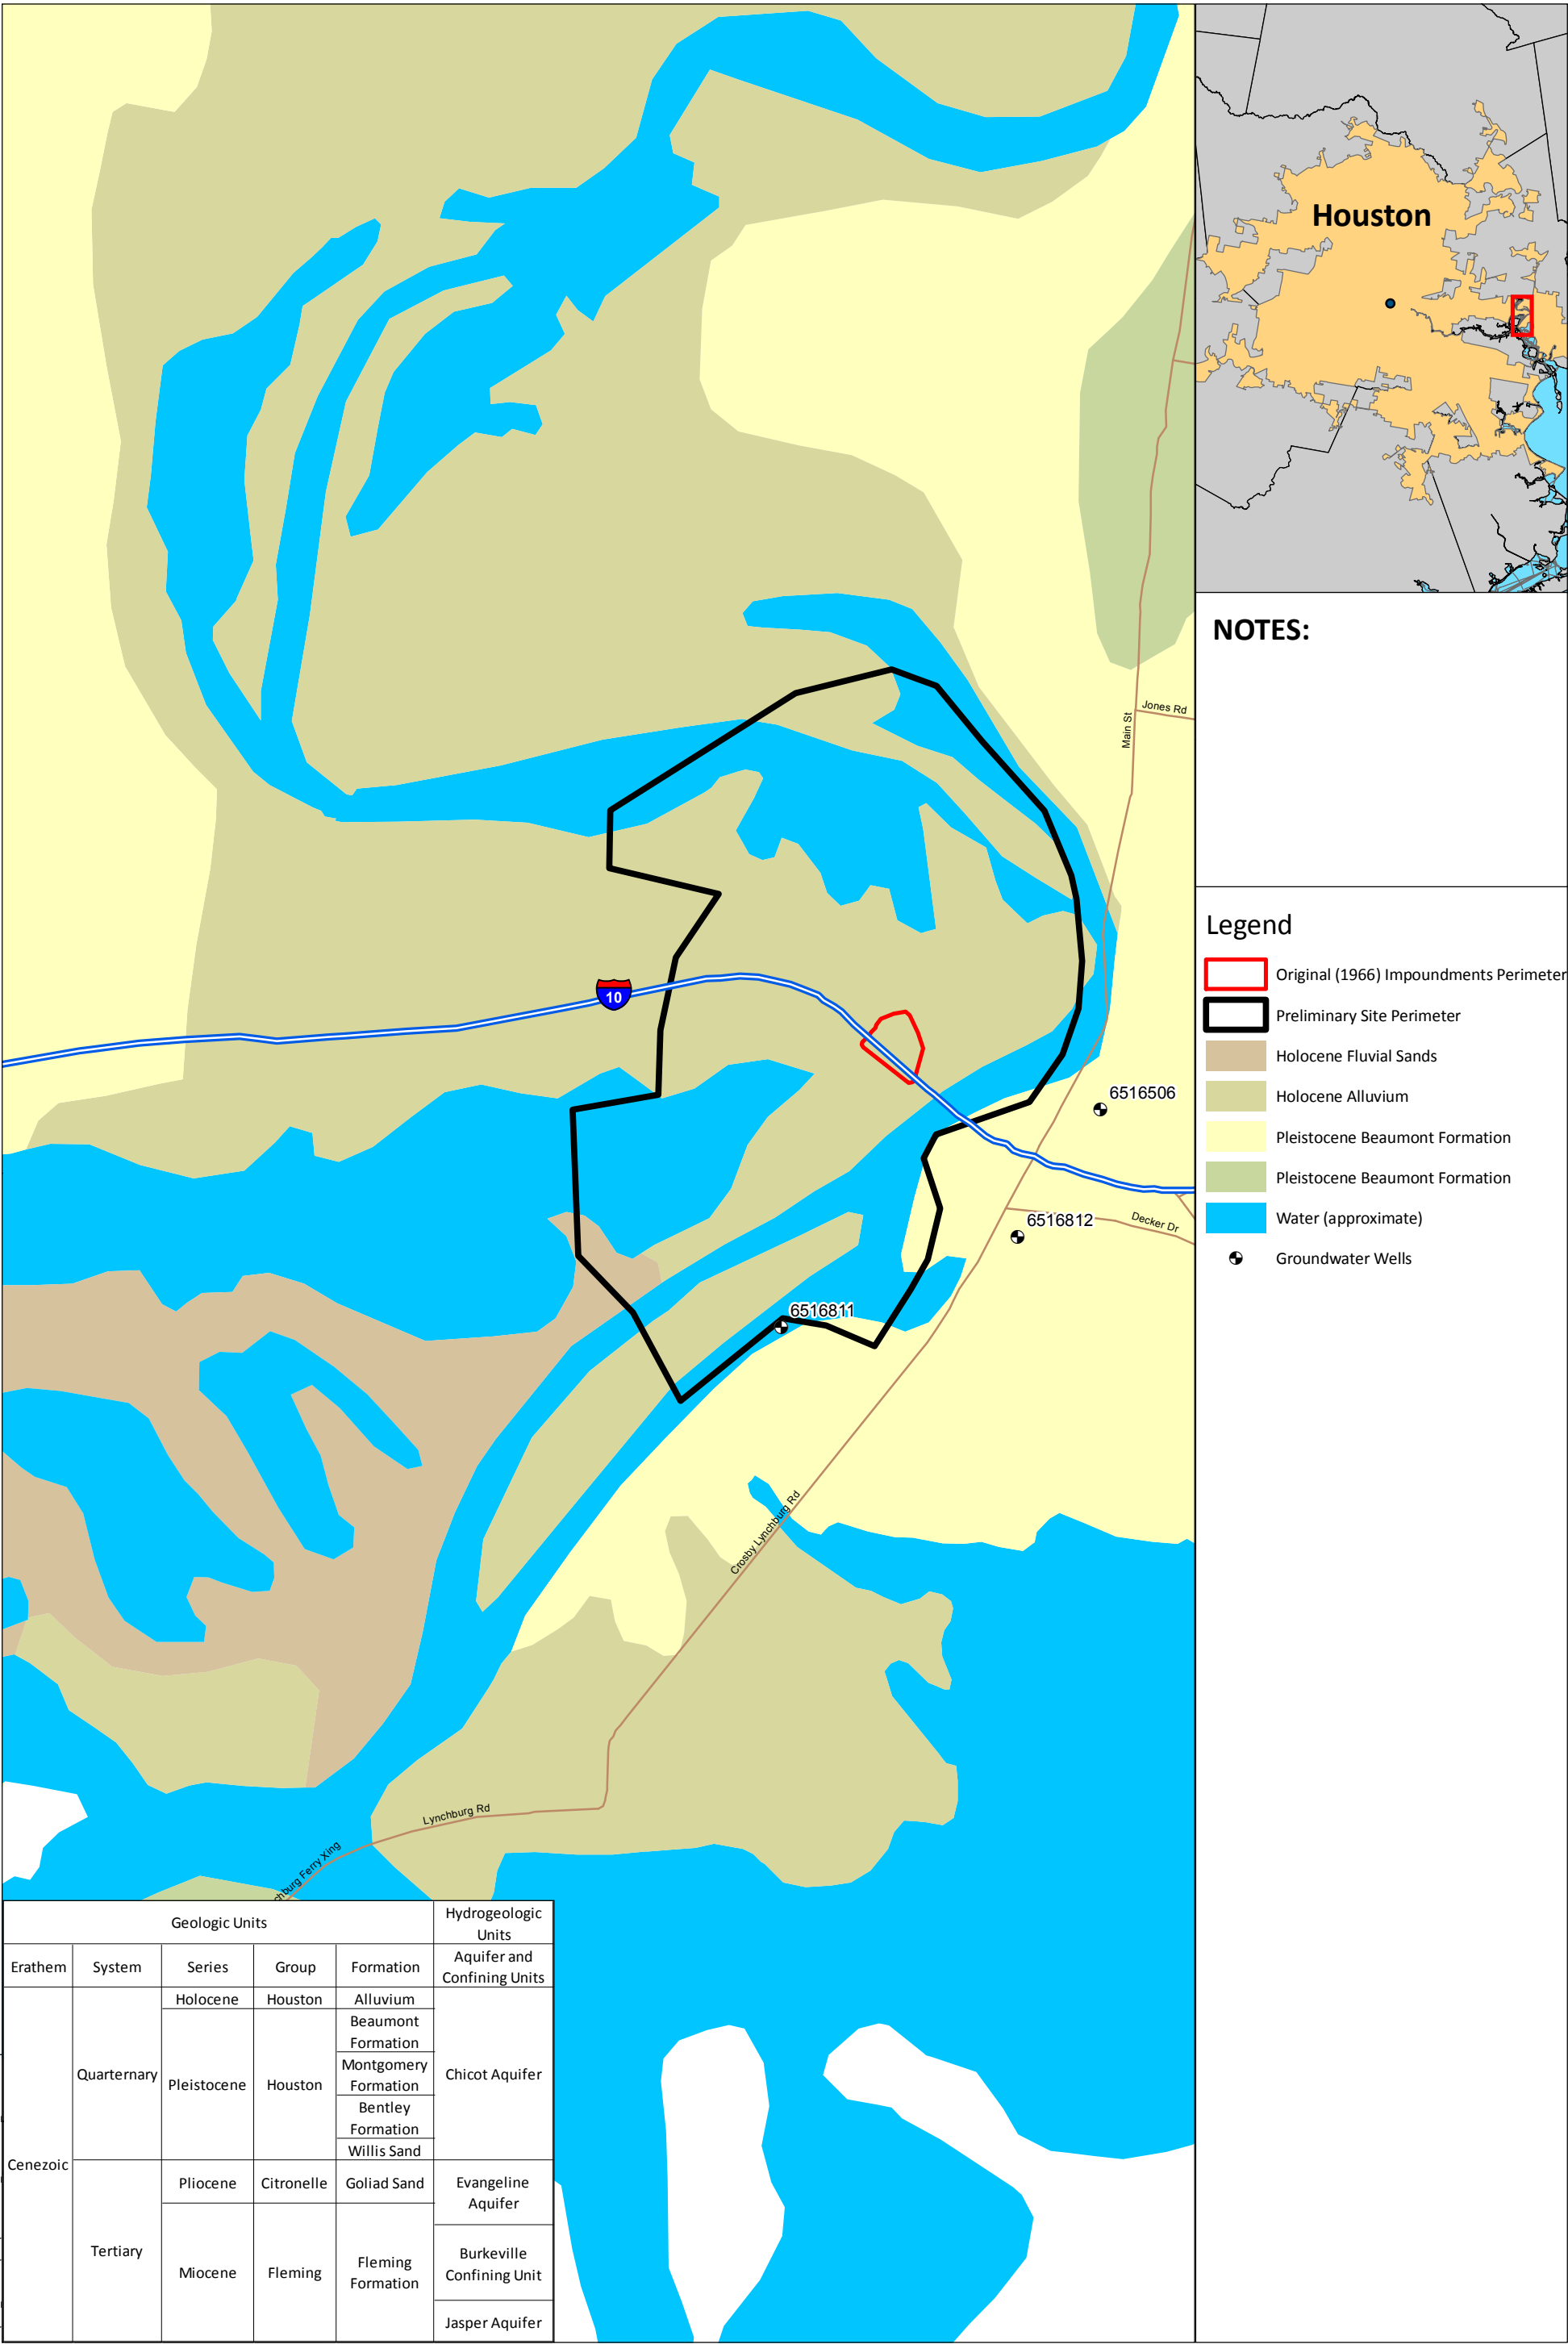 Houston
NOTES:
Jones Rd
Main St
Legend
Original (1966) Impoundments Perimeter
Preliminary Site Perimeter
Holocene Fluvial Sands
Holocene Alluvium
Pleistocene Beaumont Formation
Pleistocene Beaumont Formation
Water (approximate)
Groundwater Wells
10
6516506
6516812
Decker Dr
6516811
Crosby Lynchburg Rd
Lynchburg Rd
chburg Ferry Xing
Geologic Units
Hydrogeologic
Units
Erathem
System
Series
Group
Formation
Aquifer and
Confining Units
Cenezoic
Quarternary
Holocene
Houston
Alluvium
Chicot Aquifer
Pleistocene
Houston
Beaumont
Formation
Montgomery
Formation
Bentley
Formation
Willis Sand
Tertiary
Pliocene
Citronelle
Goliad Sand
Evangeline
Aquifer
Miocene
Fleming
Fleming
Formation
Burkeville
Confining Unit
Jasper Aquifer